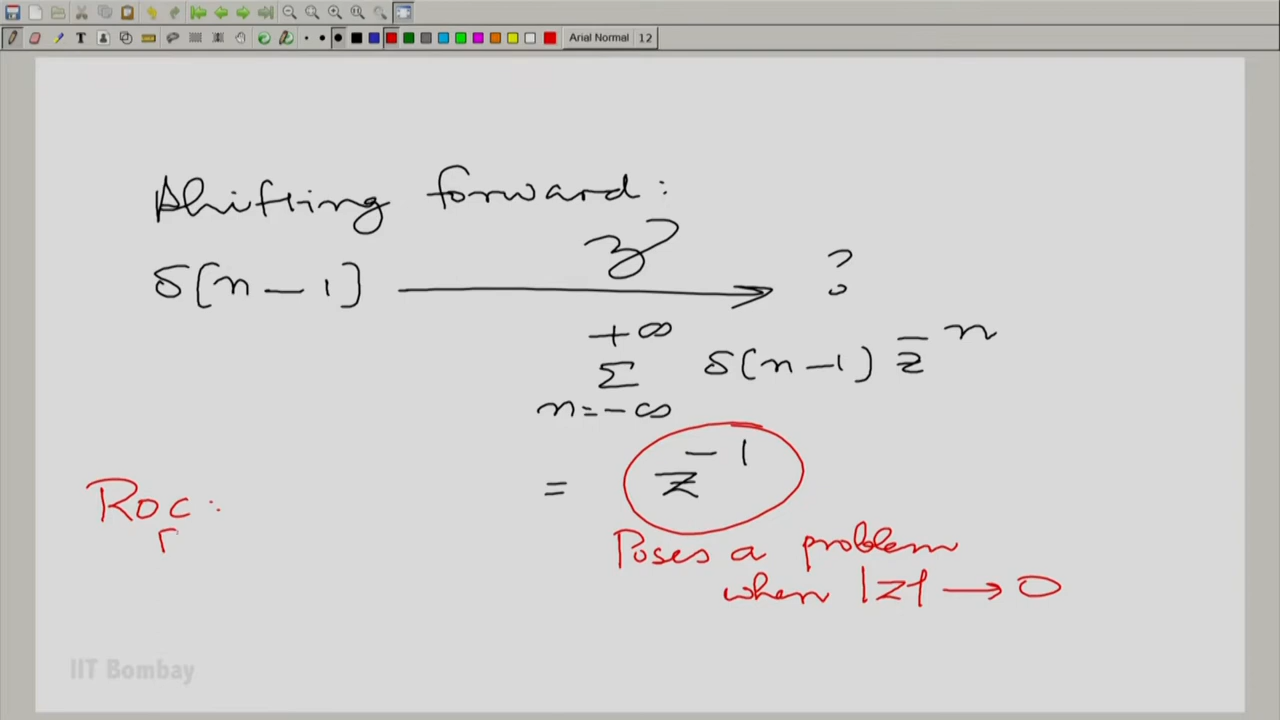 Arial Normal 12
Shifting forward:
δ[n-1] 𝒵 → ?
+∞
Σ δ[n-1] z^-n
n=-∞
= z^-1
ROC:
Poses a problem
when |z| → 0
IIT Bombay